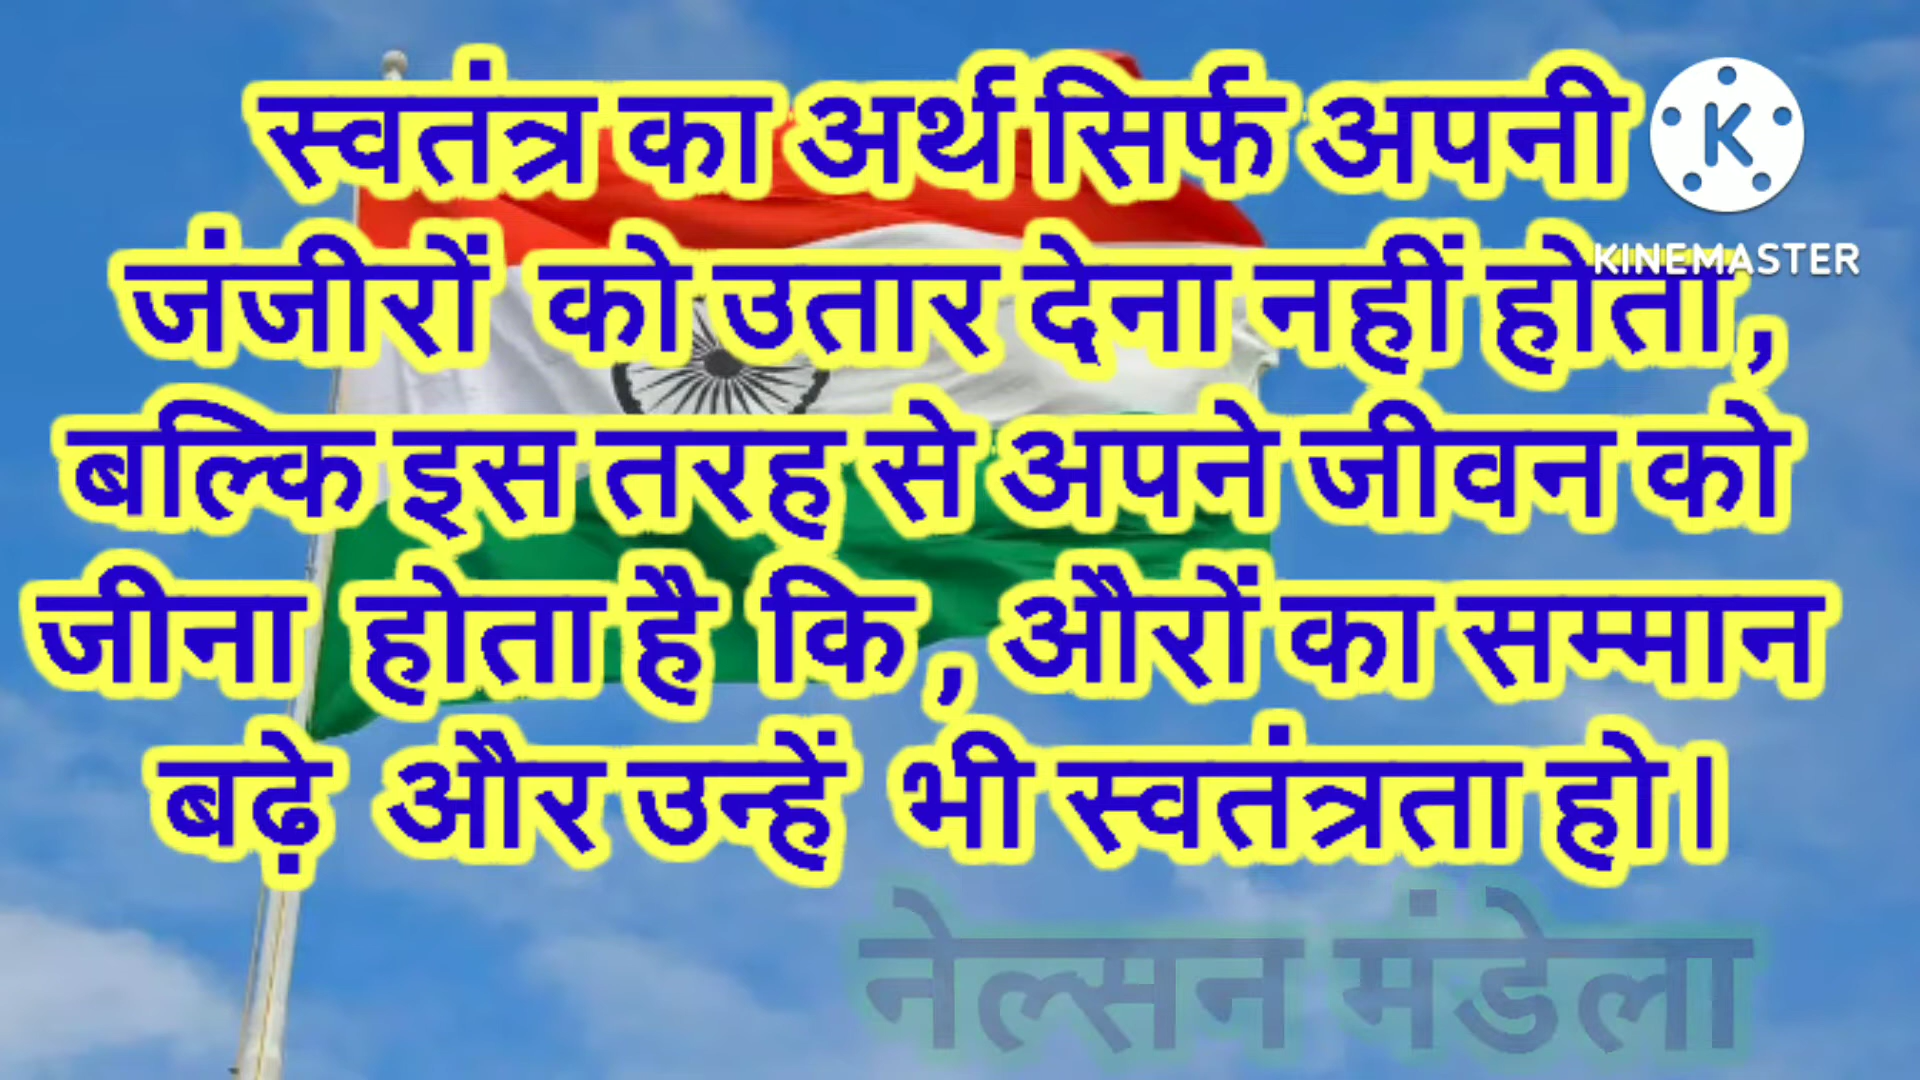 स्वतंत्र का अर्थ सिर्फ अपनी
जंजीरों को उतार देना नहीं होता,
बल्कि इस तरह से अपने जीवन को
जीना होता है कि , औरों का सम्मान
बढ़े और उन्हें भी स्वतंत्रता हो।
नेल्सन मंडेला
K
KINEMASTER